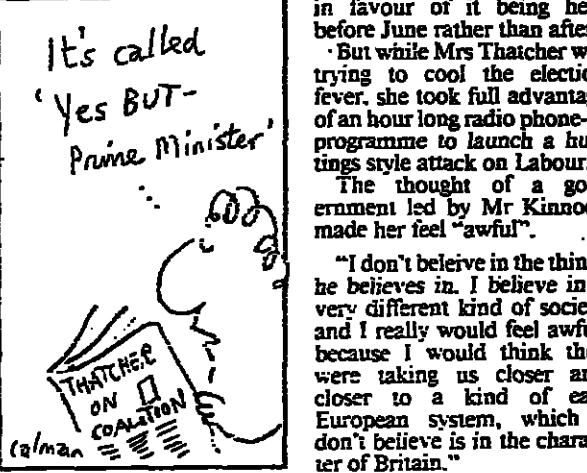 It's called
'Yes BUT-
Prime Minister'
THATCHER
ON
COALITION
Calman
in favour of it being he
before June rather than afte
But while Mrs Thatcher w
trying to cool the electio
fever, she took full advanta
of an hour long radio phone-
programme to launch a hu
tings style attack on Labour.
The thought of a go
ernment led by Mr Kinnoc
made her feel "awful".
"I don't beleive in the thin
he believes in. I believe in
very different kind of socie
and I really would feel awfu
because I would think the
were taking us closer an
closer to a kind of ea
European system, which
don't believe is in the chara
ter of Britain."